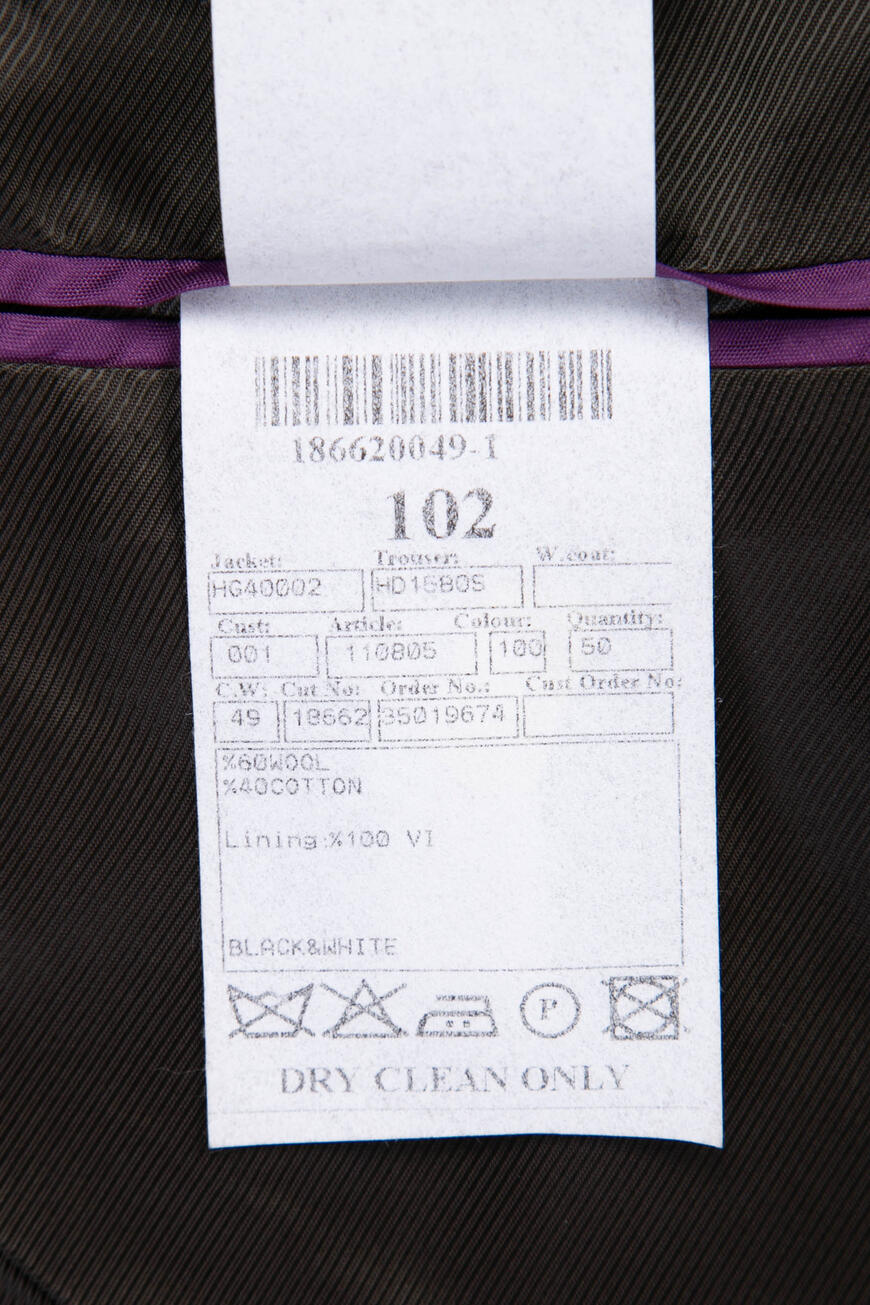 186620049-1
102
Jacket: Trouser: W.coat:
HG40002 HD16B0S
Cust: Article: Colour: Quantity:
001 110805 100 50
C.W: Cut No: Order No.: Cust Order No:
49 18662 35019674
%60WOOL
%40COTTON
Lining:%100 VI
BLACK&WHITE
P
DRY CLEAN ONLY